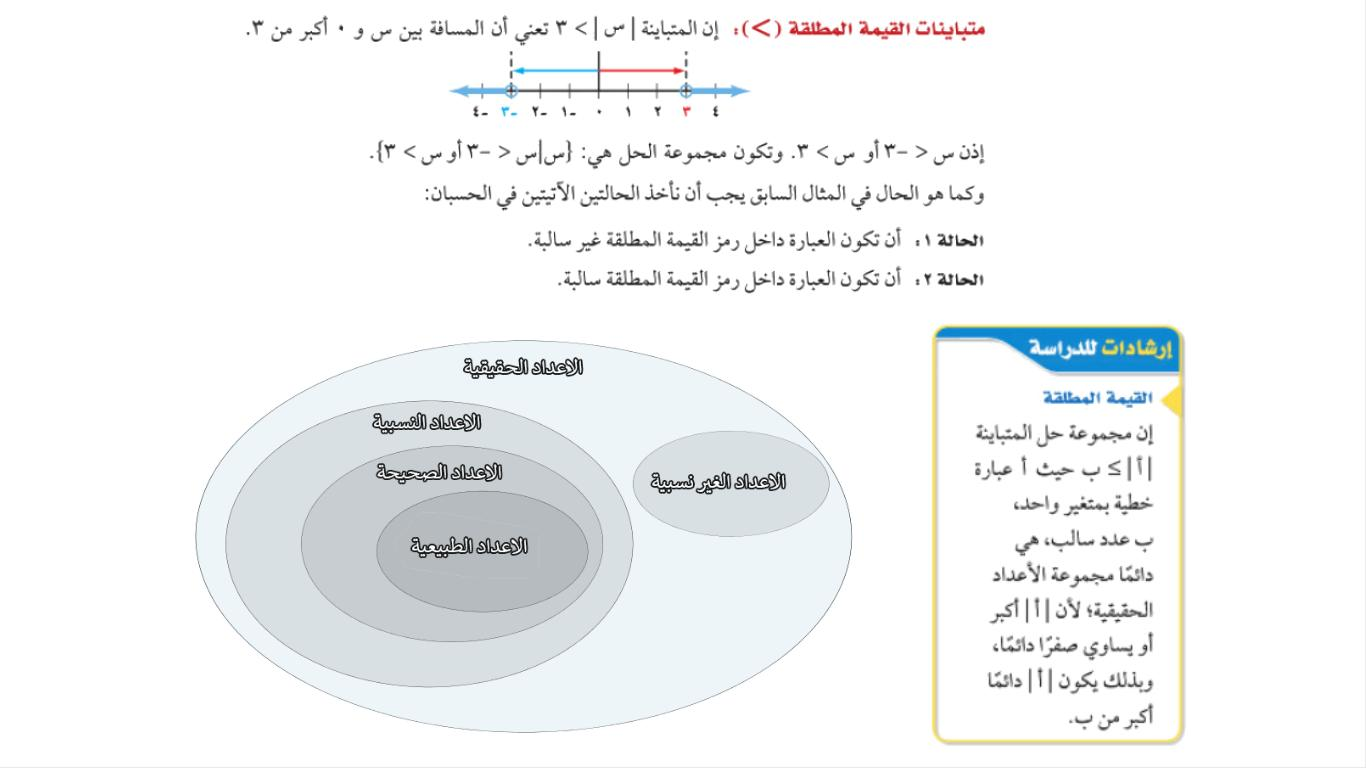 متباينات القيمة المطلقة (>): إن المتباينة |س| > ٣ تعني أن المسافة بين س و ٠ أكبر من ٣.
-٤ -٣ -٢ -١ ٠ ١ ٢ ٣ ٤
إذن س < -٣ أو س > ٣. وتكون مجموعة الحل هي: {س|س < -٣ أو س > ٣}.
وكما هو الحال في المثال السابق يجب أن نأخذ الحالتين الآتيتين في الحسبان:
الحالة ١: أن تكون العبارة داخل رمز القيمة المطلقة غير سالبة.
الحالة ٢: أن تكون العبارة داخل رمز القيمة المطلقة سالبة.
إرشادات للدراسة
القيمة المطلقة
إن مجموعة حل المتباينة
|أ| ≥ ب حيث أ عبارة
خطية بمتغير واحد،
ب عدد سالب، هي
دائمًا مجموعة الأعداد
الحقيقية؛ لأن |أ| أكبر
أو يساوي صفرًا دائمًا،
وبذلك يكون |أ| دائمًا
أكبر من ب.
الاعداد الحقيقية
الاعداد النسبية
الاعداد الصحيحة
الاعداد الطبيعية
الاعداد الغير نسبية